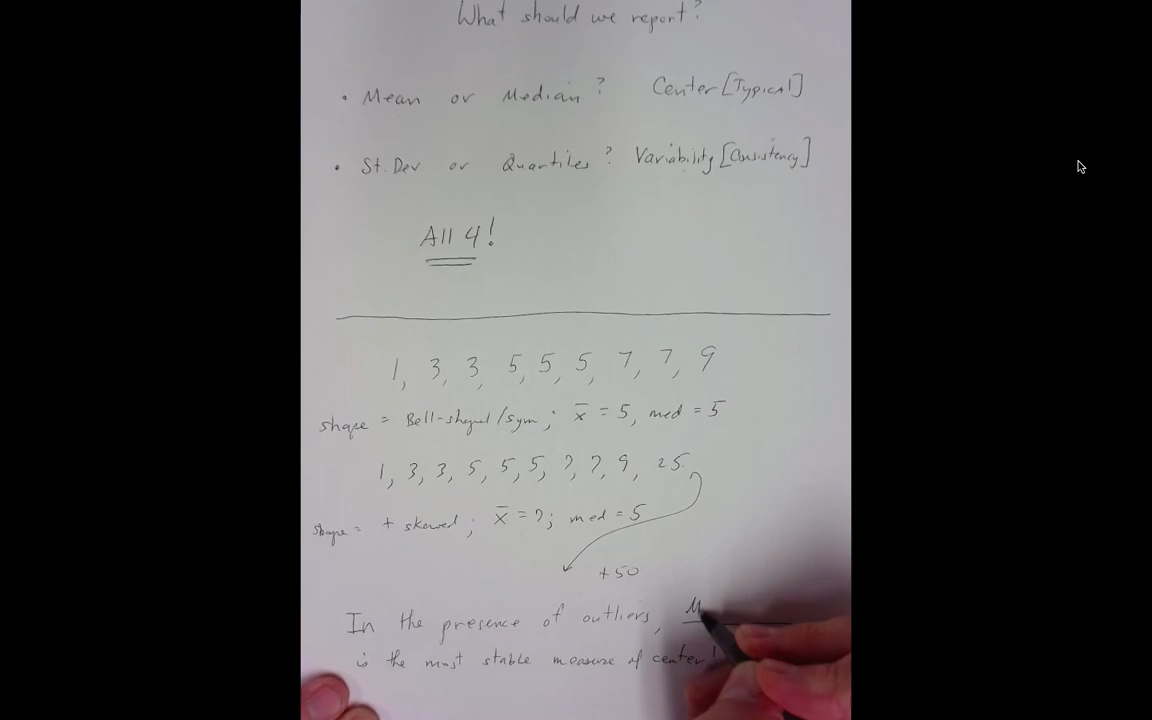 What should we report?
• Mean or Median? Center [Typical]
• St. Dev or Quantiles? Variability [Consistency]
All 4!
1, 3, 3, 5, 5, 5, 7, 7, 9
shape = Bell-shaped/sym; x̄ = 5, med = 5
1, 3, 3, 5, 5, 5, 7, 7, 9, 25
shape = + skewed; x̄ = 7; med = 5
+50
In the presence of outliers, M
is the most stable measure of center!